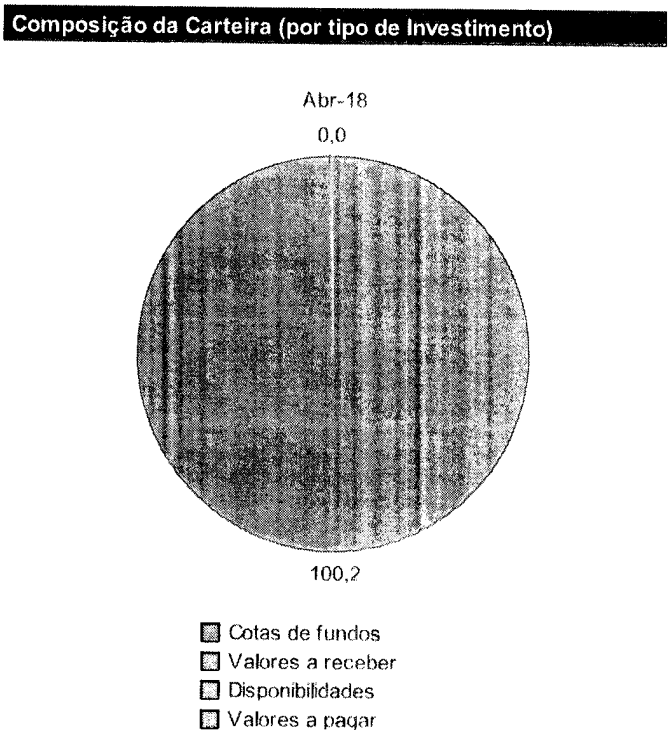 Composição da Carteira (por tipo de Investimento)
Abr-18
0,0
100,2
Cotas de fundos
Valores a receber
Disponibilidades
Valores a pagar